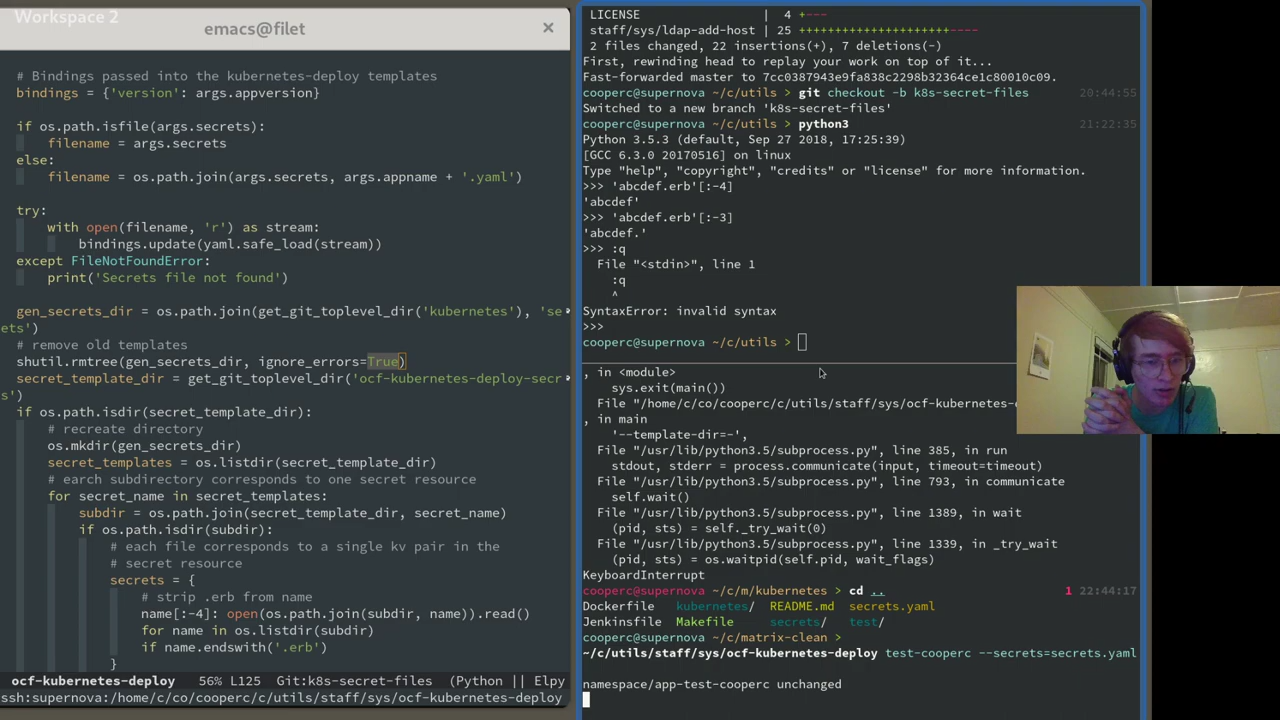 Workspace 2
emacs@filet
×
# Bindings passed into the kubernetes-deploy templates
bindings = {'version': args.appversion}
if os.path.isfile(args.secrets):
filename = args.secrets
else:
filename = os.path.join(args.secrets, args.appname + '.yaml')
try:
with open(filename, 'r') as stream:
bindings.update(yaml.safe_load(stream))
except FileNotFoundError:
print('Secrets file not found')
gen_secrets_dir = os.path.join(get_git_toplevel_dir('kubernetes'), 'se
ets')
# remove old templates
shutil.rmtree(gen_secrets_dir, ignore_errors=True)
secret_template_dir = get_git_toplevel_dir('ocf-kubernetes-deploy-secr
s')
if os.path.isdir(secret_template_dir):
# recreate directory
os.mkdir(gen_secrets_dir)
secret_templates = os.listdir(secret_template_dir)
# earch subdirectory corresponds to one secret resource
for secret_name in secret_templates:
subdir = os.path.join(secret_template_dir, secret_name)
if os.path.isdir(subdir):
# each file corresponds to a single kv pair in the
# secret resource
secrets = {
# strip .erb from name
name[:-4]: open(os.path.join(subdir, name)).read()
for name in os.listdir(subdir)
if name.endswith('.erb')
}
ocf-kubernetes-deploy 56% L125 Git:k8s-secret-files (Python || Elpy
ssh:supernova:/home/c/co/cooperc/c/utils/staff/sys/ocf-kubernetes-deploy
LICENSE | 4 +---
staff/sys/ldap-add-host | 25 +++++++++++++++++++++----
2 files changed, 22 insertions(+), 7 deletions(-)
First, rewinding head to replay your work on top of it...
Fast-forwarded master to 7cc0387943e9fa838c2298b32364ce1c80010c09.
cooperc@supernova ~/c/utils > git checkout -b k8s-secret-files 20:44:55
Switched to a new branch 'k8s-secret-files'
cooperc@supernova ~/c/utils > python3 21:22:35
Python 3.5.3 (default, Sep 27 2018, 17:25:39)
[GCC 6.3.0 20170516] on linux
Type "help", "copyright", "credits" or "license" for more information.
>>> 'abcdef.erb'[:-4]
'abcdef'
>>> 'abcdef.erb'[:-3]
'abcdef.'
>>> :q
File "<stdin>", line 1
:q
^
SyntaxError: invalid syntax
>>>
cooperc@supernova ~/c/utils >
, in <module>
sys.exit(main())
File "/home/c/co/cooperc/c/utils/staff/sys/ocf-kubernetes-
, in main
'--template-dir=-',
File "/usr/lib/python3.5/subprocess.py", line 385, in run
stdout, stderr = process.communicate(input, timeout=timeout)
File "/usr/lib/python3.5/subprocess.py", line 793, in communicate
self.wait()
File "/usr/lib/python3.5/subprocess.py", line 1389, in wait
(pid, sts) = self._try_wait(0)
File "/usr/lib/python3.5/subprocess.py", line 1339, in _try_wait
(pid, sts) = os.waitpid(self.pid, wait_flags)
KeyboardInterrupt
cooperc@supernova ~/c/m/kubernetes > cd .. 1 22:44:17
Dockerfile kubernetes/ README.md secrets.yaml
Jenkinsfile Makefile secrets/ test/
cooperc@supernova ~/c/matrix-clean >
~/c/utils/staff/sys/ocf-kubernetes-deploy test-cooperc --secrets=secrets.yaml
namespace/app-test-cooperc unchanged